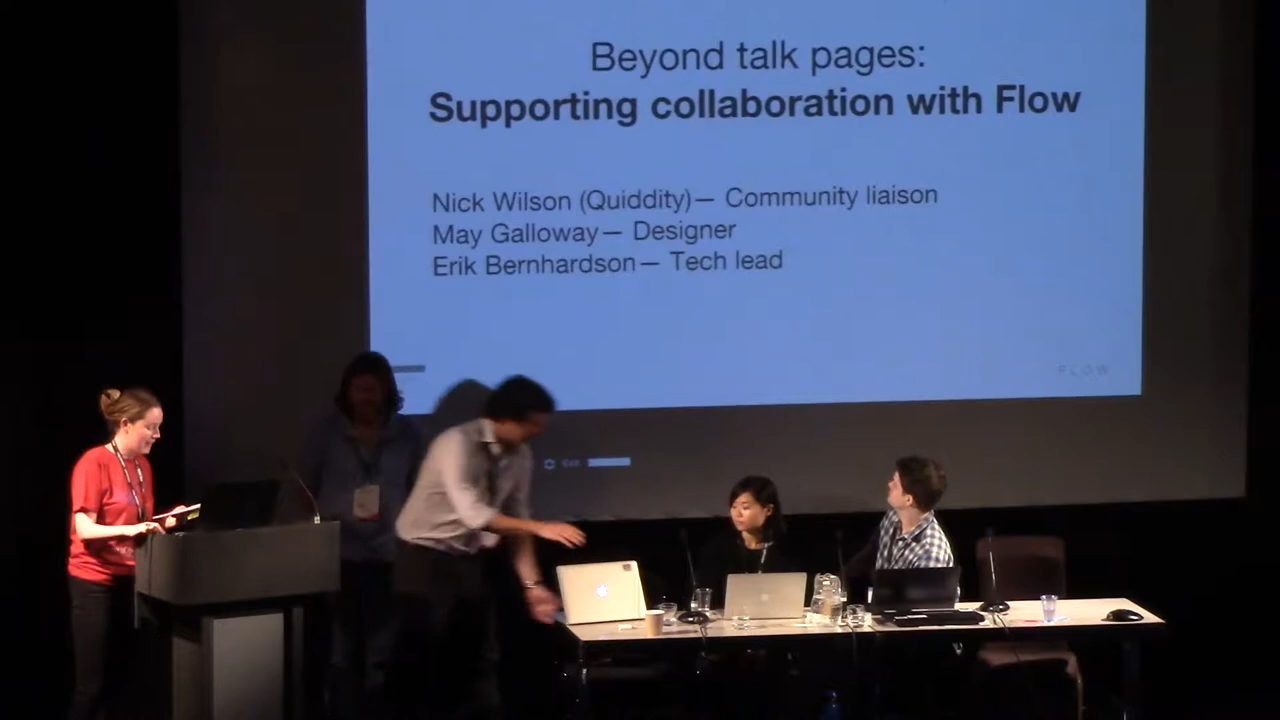 Beyond talk pages:
Supporting collaboration with Flow
Nick Wilson (Quiddity)— Community liaison
May Galloway— Designer
Erik Bernhardson— Tech lead
FLOW
Exit